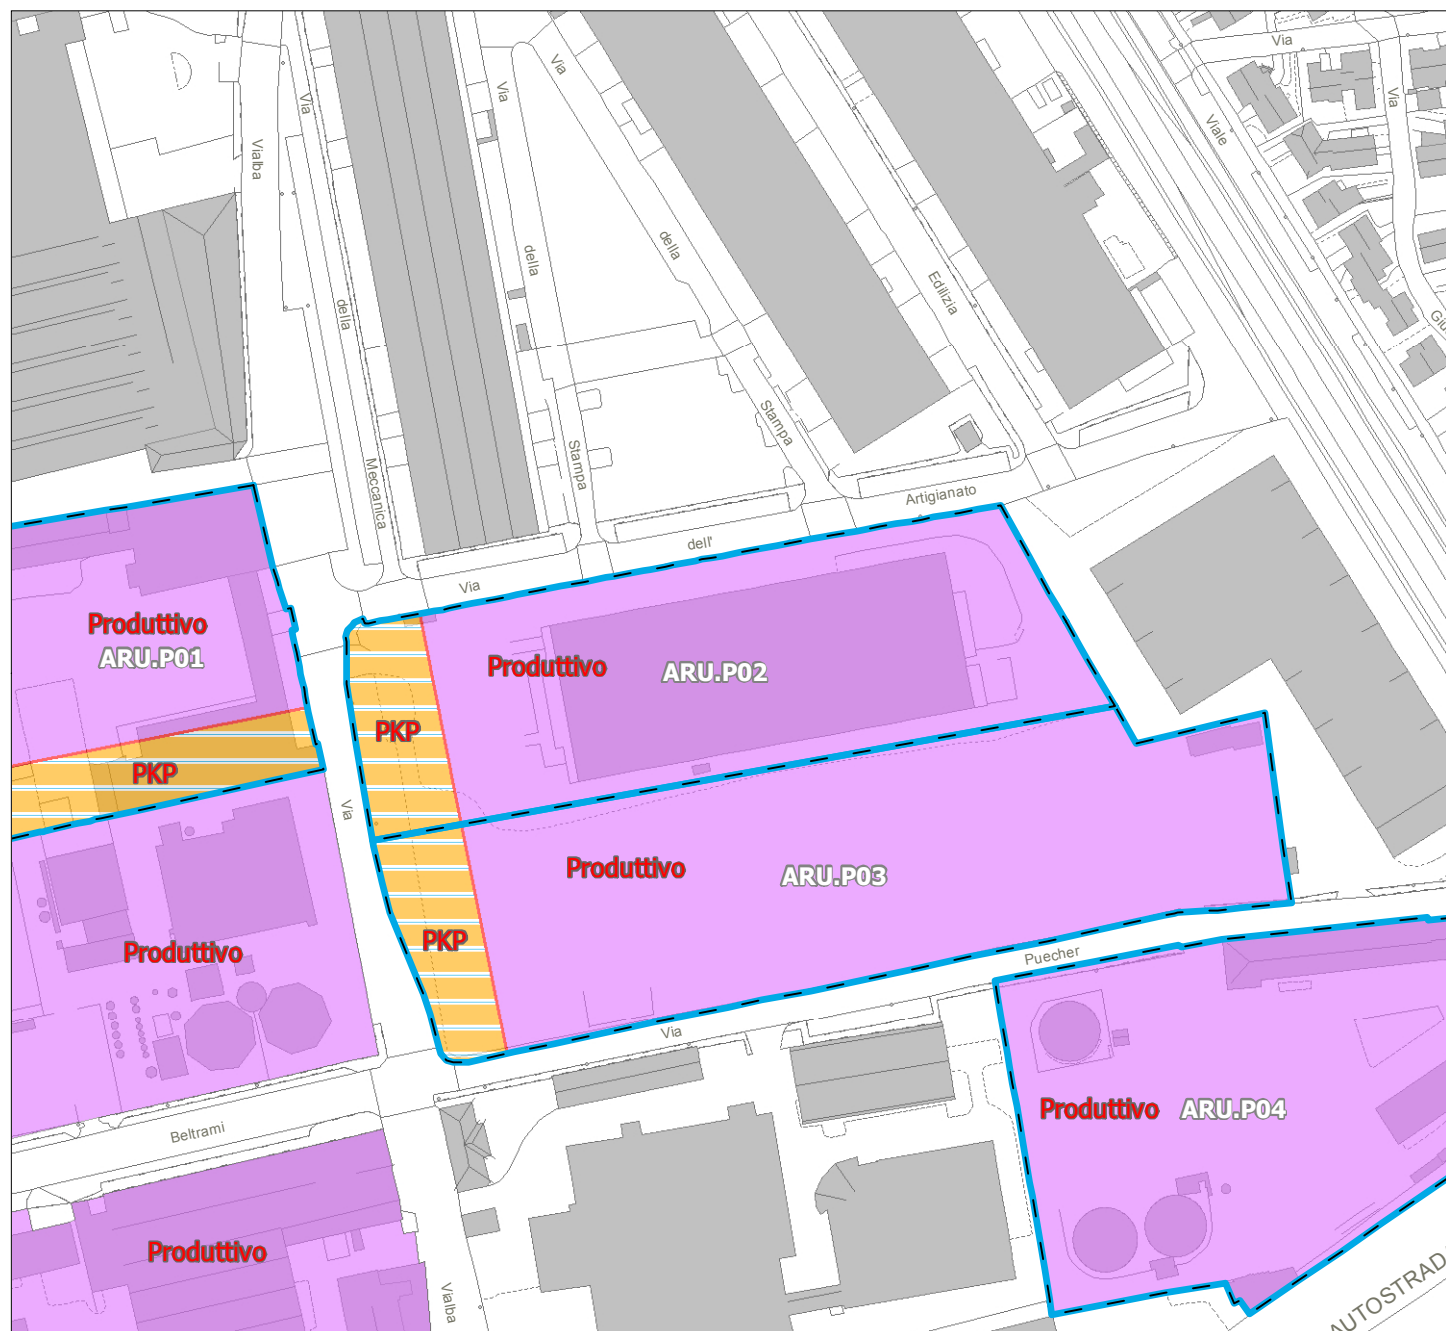 Via
Via
Via
Via
Via
Viale
Vialba
della
della
della
Edilizia
Giu
Stampa
Stampa
Meccanica
Artigianato
dell'
Via
Produttivo
ARU.P01
Produttivo
ARU.P02
PKP
PKP
Via
Produttivo
ARU.P03
PKP
Produttivo
Puecher
Via
Produttivo
ARU.P04
Beltrami
Produttivo
Vialba
AUTOSTRAD